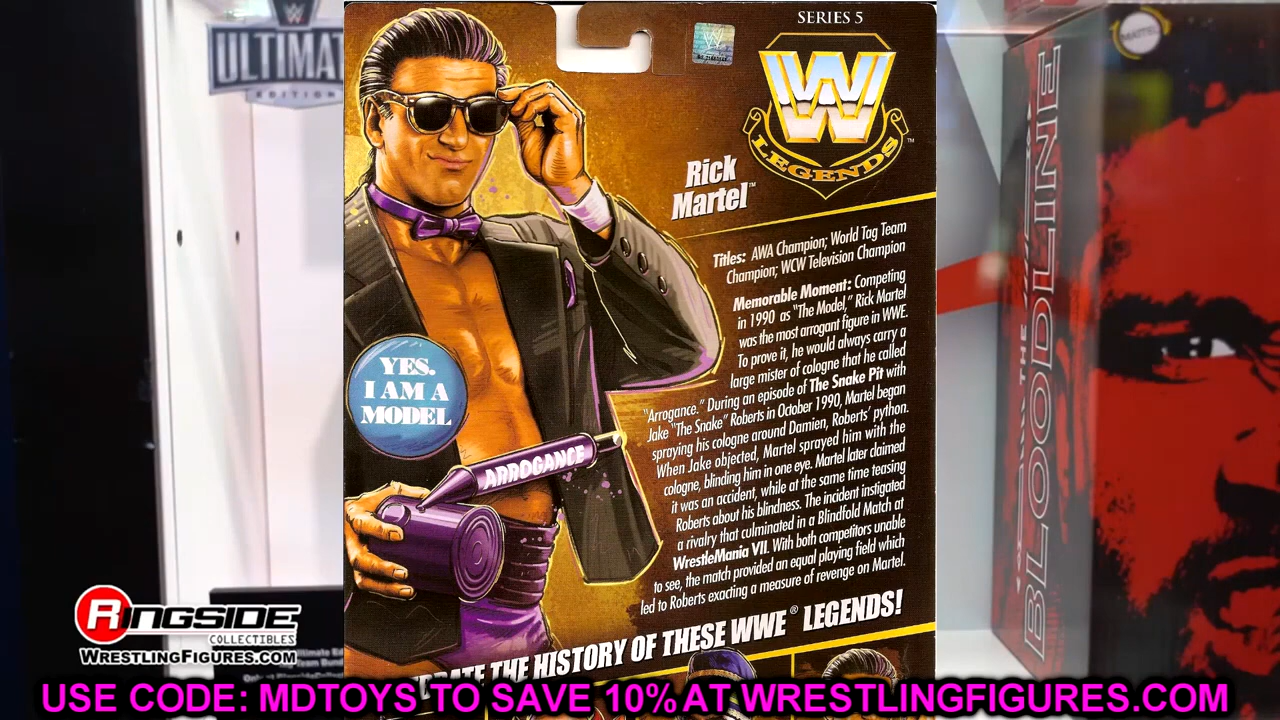 SERIES 5
W
ULTIMATE
EDITION
MATTEL
W
LEGENDS™
Rick
Martel™
Titles: AWA Champion; World Tag Team
Champion; WCW Television Champion
Memorable Moment: Competing
in 1990 as "The Model," Rick Martel
was the most arrogant figure in WWE.
To prove it, he would always carry a
large mister of cologne that he called
"Arrogance." During an episode of The Snake Pit with
Jake "The Snake" Roberts in October 1990, Martel began
spraying his cologne around Damien, Roberts' python.
When Jake objected, Martel sprayed him with the
cologne, blinding him in one eye. Martel later claimed
it was an accident, while at the same time teasing
Roberts about his blindness. The incident instigated
a rivalry that culminated in a Blindfold Match at
WrestleMania VII. With both competitors unable
to see, the match provided an equal playing field which
led to Roberts exacting a measure of revenge on Martel.
YES.
I AM A
MODEL
ARROGANCE
THE HISTORY OF THESE WWE® LEGENDS!
THE
BLOODLINE
RINGSIDE
COLLECTIBLES
WRESTLINGFIGURES.COM
USE CODE: MDTOYS TO SAVE 10% AT WRESTLINGFIGURES.COM